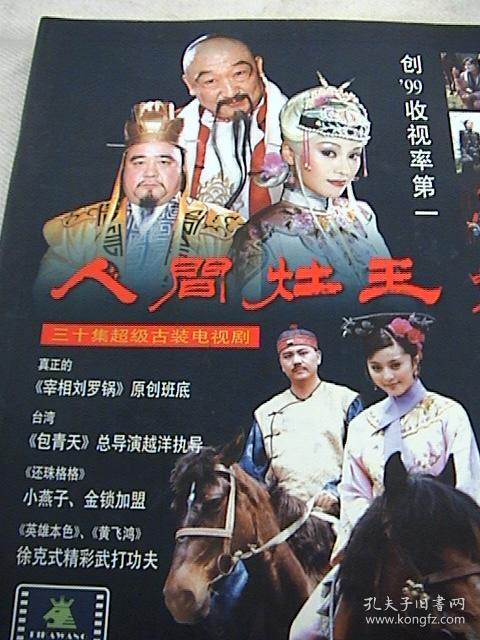 创'99收视率第一
人間灶王
三十集超级古装电视剧
真正的
《宰相刘罗锅》原创班底
台湾
《包青天》总导演越洋执导
《还珠格格》
小燕子、金锁加盟
《英雄本色》、《黄飞鸿》
徐克式精彩武打功夫
孔夫子旧书网
www.kongfz.com